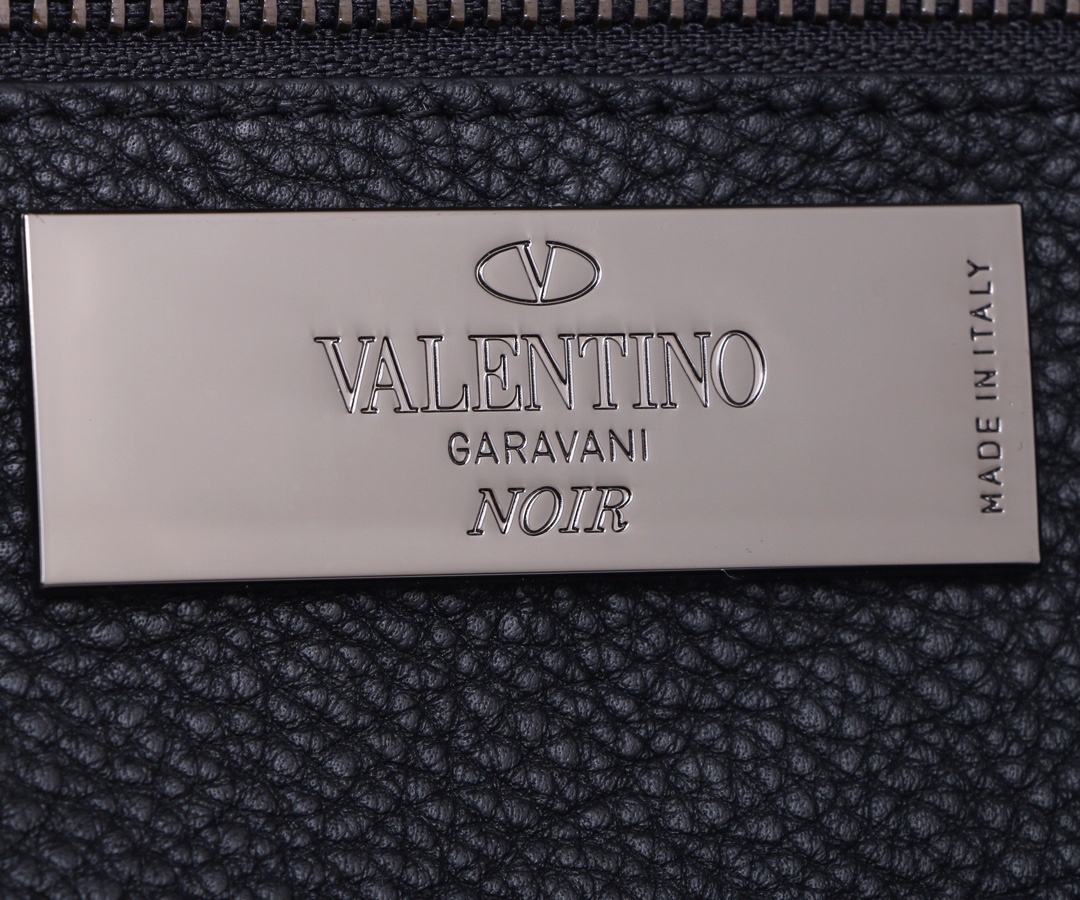 V
VALENTINO
GARAVANI
NOIR
MADE IN ITALY